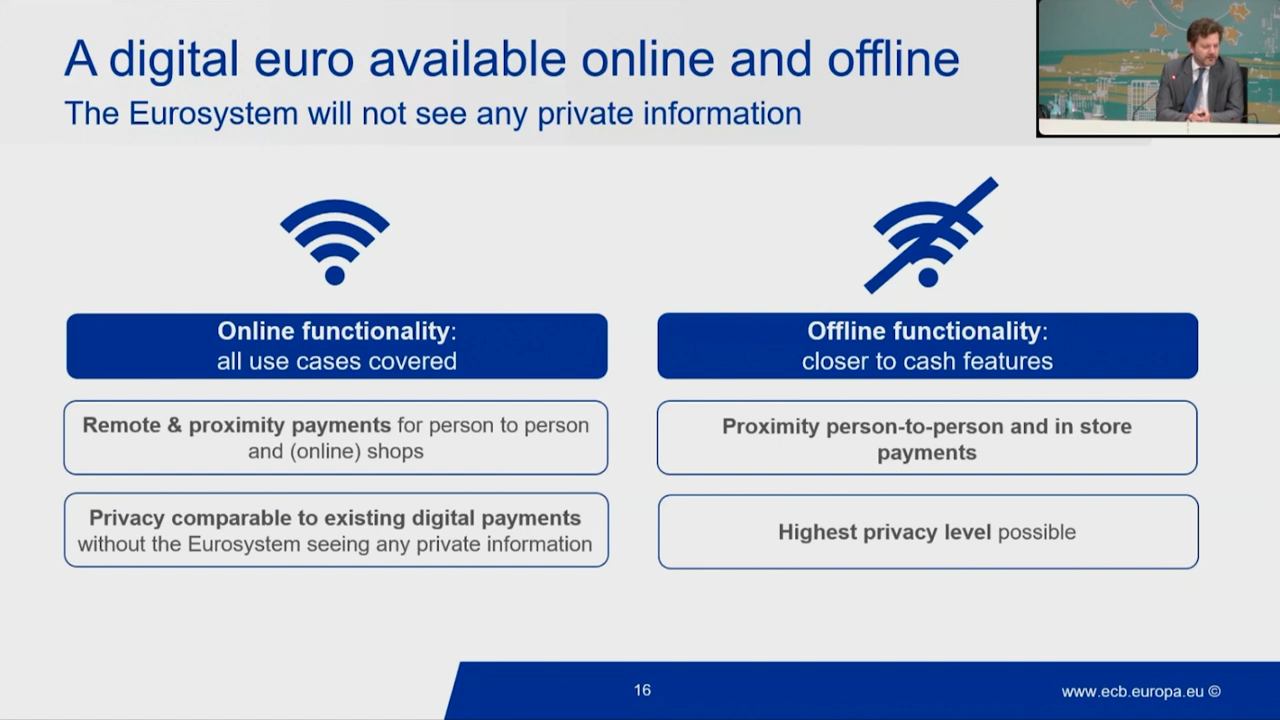 A digital euro available online and offline
The Eurosystem will not see any private information
Online functionality:
all use cases covered
Remote & proximity payments for person to person
and (online) shops
Privacy comparable to existing digital payments
without the Eurosystem seeing any private information
Offline functionality:
closer to cash features
Proximity person-to-person and in store
payments
Highest privacy level possible
16
www.ecb.europa.eu ©